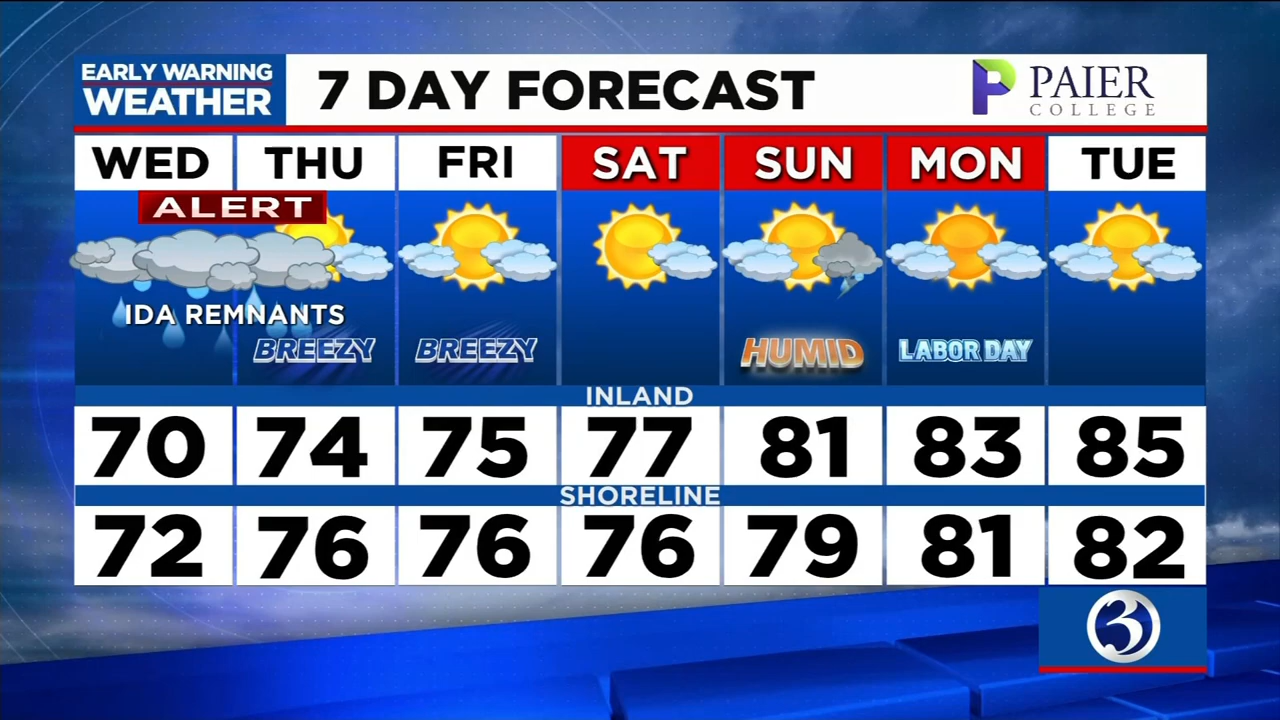 EARLY WARNING
WEATHER
7 DAY FORECAST
PAIER
COLLEGE
WED THU FRI SAT SUN MON TUE
ALERT
IDA REMNANTS
BREEZY BREEZY HUMID LABOR DAY
INLAND
70 74 75 77 81 83 85
SHORELINE
72 76 76 76 79 81 82
3